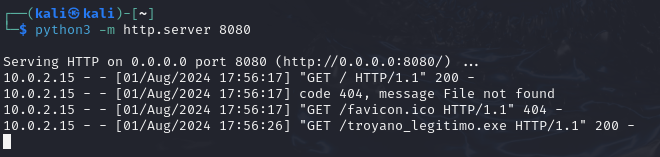 ┌──(kali㉿kali)-[~]
└─$ python3 -m http.server 8080
Serving HTTP on 0.0.0.0 port 8080 (http://0.0.0.0:8080/) ...
10.0.2.15 - - [01/Aug/2024 17:56:17] "GET / HTTP/1.1" 200 -
10.0.2.15 - - [01/Aug/2024 17:56:17] code 404, message File not found
10.0.2.15 - - [01/Aug/2024 17:56:17] "GET /favicon.ico HTTP/1.1" 404 -
10.0.2.15 - - [01/Aug/2024 17:56:26] "GET /troyano_legitimo.exe HTTP/1.1" 200 -